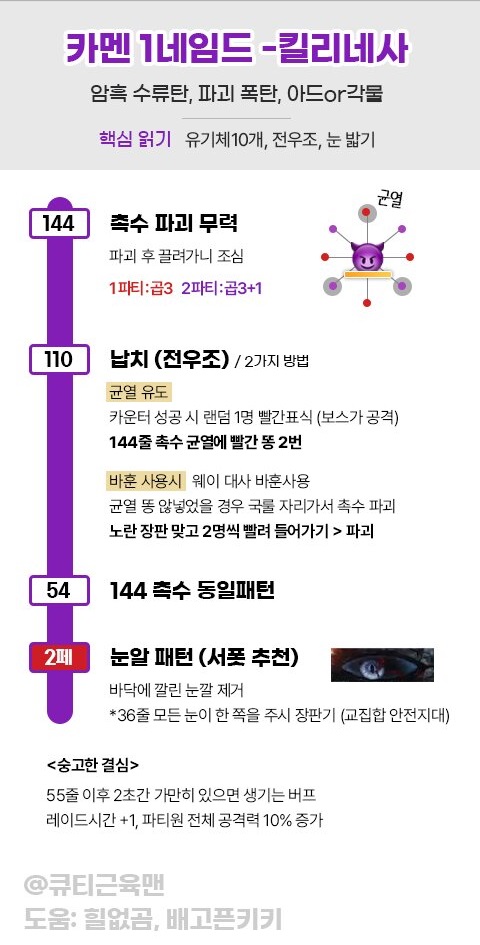 카멘 1네임드 -킬리네사
암흑 수류탄, 파괴 폭탄, 아드or각물
핵심 읽기 유기체10개, 전우조, 눈 밟기
균열
144 촉수 파괴 무력
파괴 후 끌려가니 조심
1파티:곱3 2파티:곱3+1
110 납치 (전우조) / 2가지 방법
균열 유도
카운터 성공 시 랜덤 1명 빨간표식 (보스가 공격)
144줄 촉수 균열에 빨간 똥 2번
바훈 사용시 웨이 대사 바훈사용
균열 똥 않넣었을 경우 국룰 자리가서 촉수 파괴
노란 장판 맞고 2명씩 빨려 들어가기 > 파괴
54 144 촉수 동일패턴
2페 눈알 패턴 (서폿 추천)
바닥에 깔린 눈깔 제거
*36줄 모든 눈이 한 쪽을 주시 장판기 (교집합 안전지대)
<숭고한 결심>
55줄 이후 2초간 가만히 있으면 생기는 버프
레이드시간 +1, 파티원 전체 공격력 10% 증가
@큐티근육맨
도움: 힐없곰, 배고픈키키